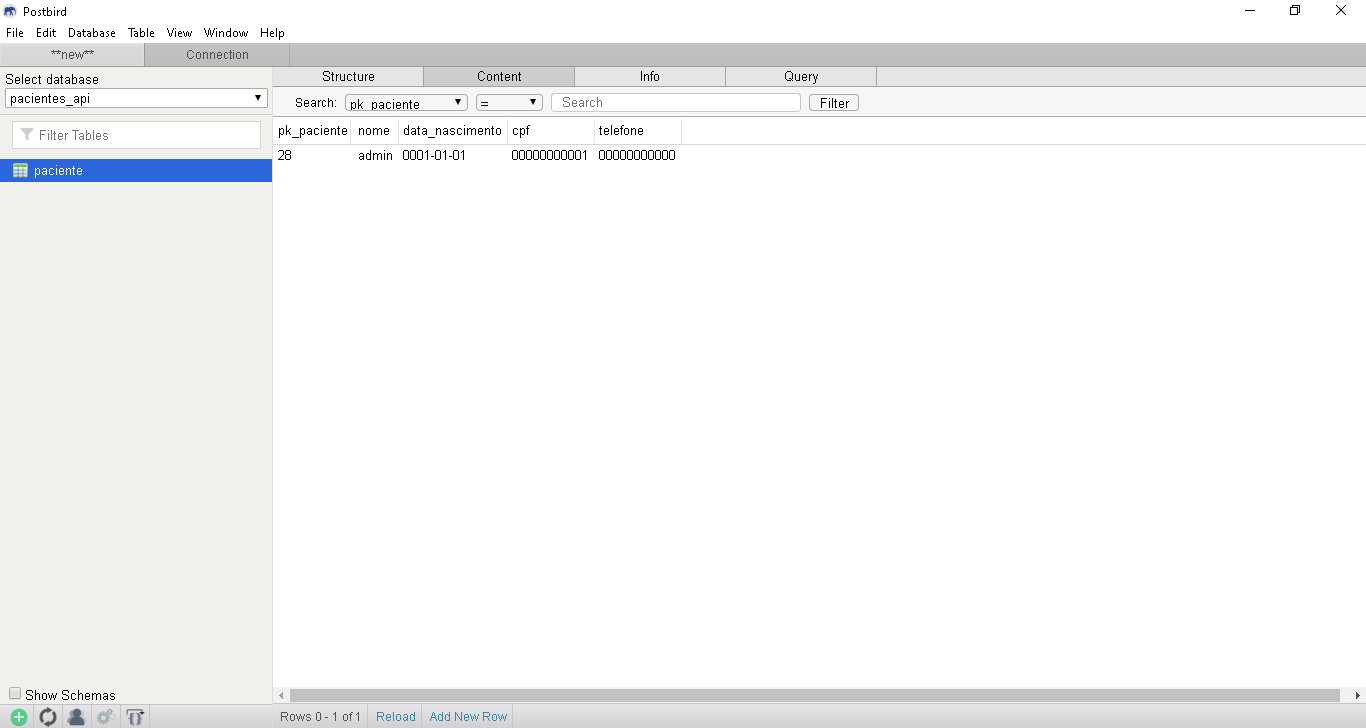 Postbird
File Edit Database Table View Window Help
**new** Connection
Select database
pacientes_api
Filter Tables
paciente
Structure Content Info Query
Search: pk_paciente = Search Filter
pk_paciente nome data_nascimento cpf telefone
28 admin 0001-01-01 00000000001 00000000000
Show Schemas
Rows 0 - 1 of 1 Reload Add New Row